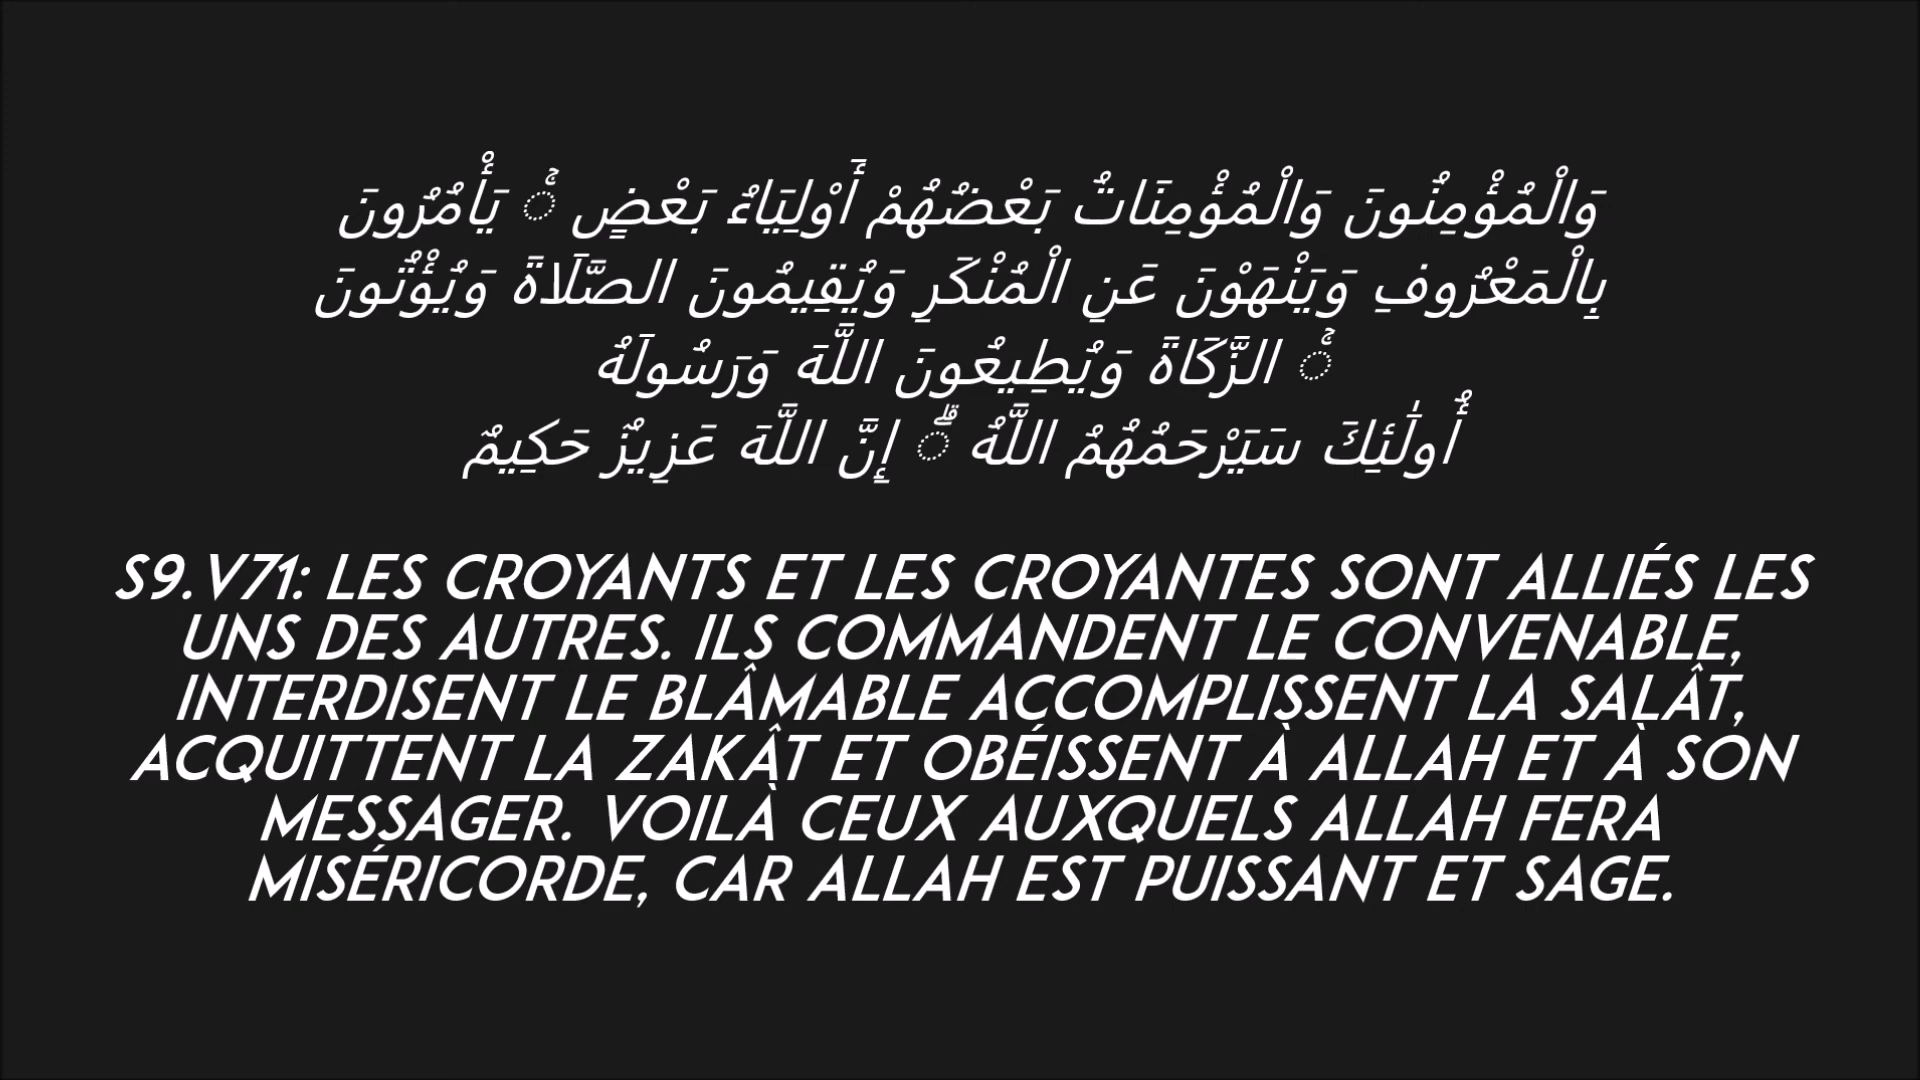 وَالْمُؤْمِنُونَ وَالْمُؤْمِنَاتُ بَعْضُهُمْ أَوْلِيَاءُ بَعْضٍ ۚ يَأْمُرُونَ
بِالْمَعْرُوفِ وَيَنْهَوْنَ عَنِ الْمُنْكَرِ وَيُقِيمُونَ الصَّلَاةَ وَيُؤْتُونَ
الزَّكَاةَ وَيُطِيعُونَ اللَّهَ وَرَسُولَهُ ۚ
أُولَٰئِكَ سَيَرْحَمُهُمُ اللَّهُ ۗ إِنَّ اللَّهَ عَزِيزٌ حَكِيمٌ
S9.V71: LES CROYANTS ET LES CROYANTES SONT ALLIÉS LES
UNS DES AUTRES. ILS COMMANDENT LE CONVENABLE,
INTERDISENT LE BLÂMABLE ACCOMPLISSENT LA SALÂT,
ACQUITTENT LA ZAKÂT ET OBÉISSENT À ALLAH ET À SON
MESSAGER. VOILÀ CEUX AUXQUELS ALLAH FERA
MISÉRICORDE, CAR ALLAH EST PUISSANT ET SAGE.